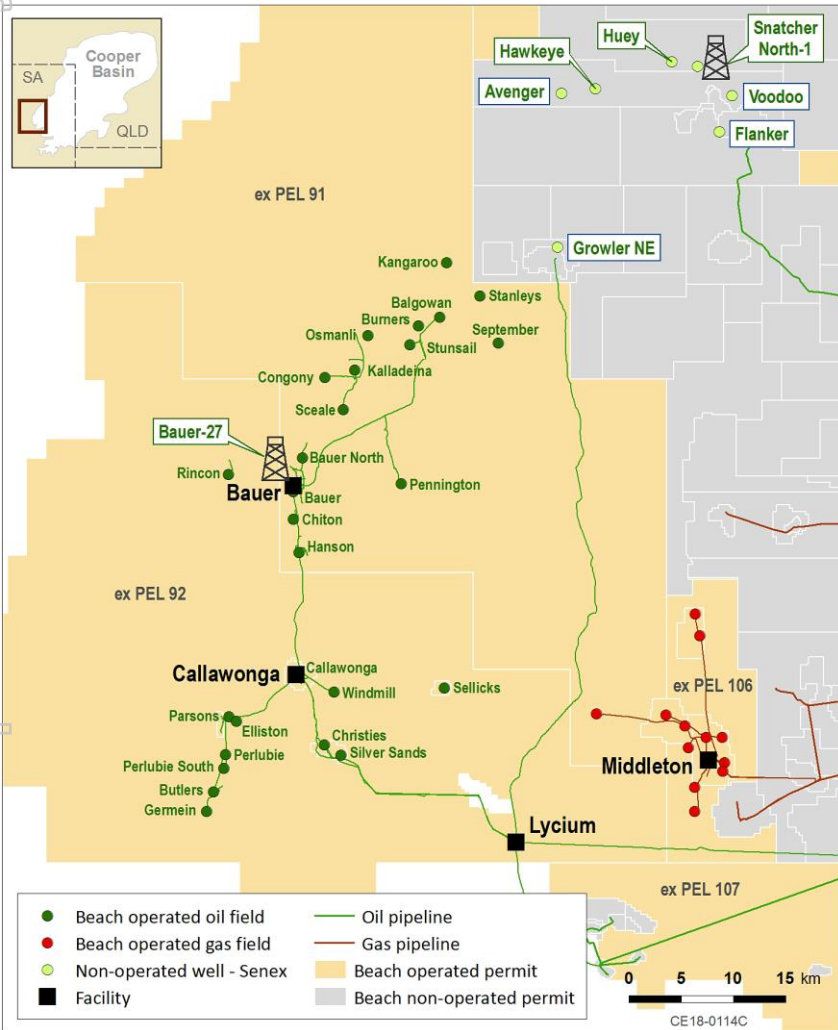 Cooper
Basin
SA
QLD
Huey
Snatcher
North-1
Hawkeye
Avenger
Voodoo
Flanker
ex PEL 91
Growler NE
Kangaroo
Stanleys
Balgowan
Burners
September
Osmanli
Stunsail
Kalladeina
Congony
Sceale
Bauer-27
Bauer North
Rincon
Pennington
Bauer
Bauer
Chiton
Hanson
ex PEL 92
Callawonga
Callawonga
Windmill
Sellicks
ex PEL 106
Parsons
Elliston
Christies
Silver Sands
Perlubie
Perlubie South
Middleton
Butlers
Germein
Lycium
ex PEL 107
Beach operated oil field
Oil pipeline
Beach operated gas field
Gas pipeline
Non-operated well - Senex
Beach operated permit
Facility
Beach non-operated permit
0 5 10 15 km
CE18-0114C